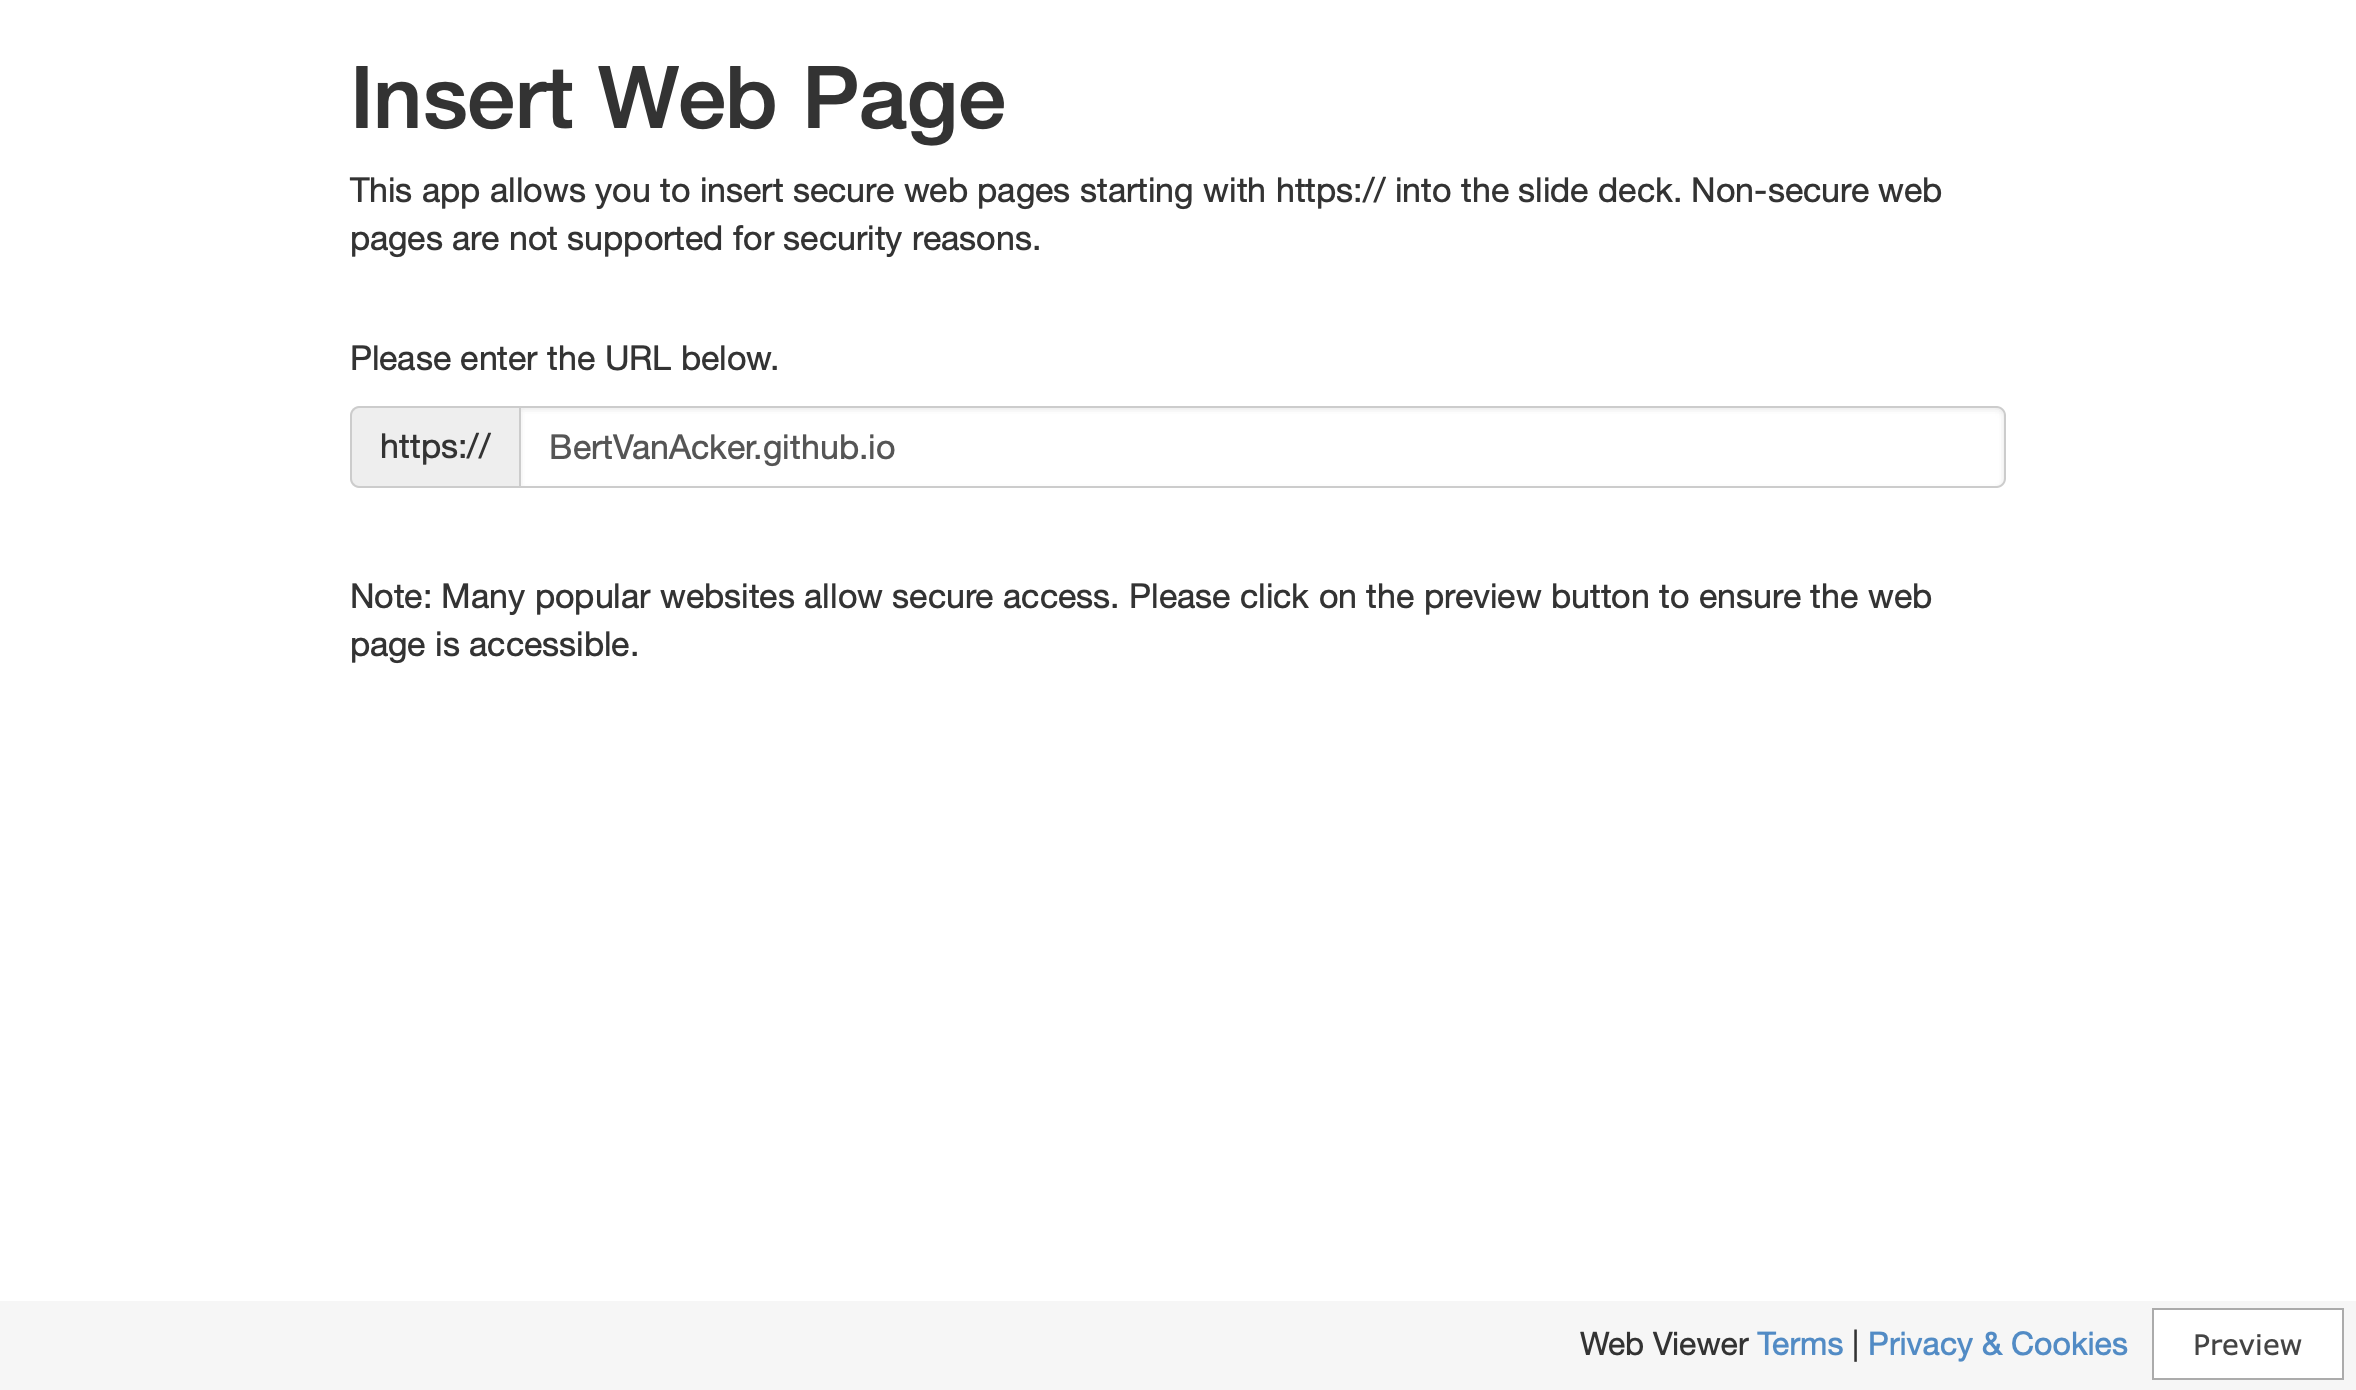 Insert Web Page
This app allows you to insert secure web pages starting with https:// into the slide deck. Non-secure web
pages are not supported for security reasons.
Please enter the URL below.
https:// BertVanAcker.github.io
Note: Many popular websites allow secure access. Please click on the preview button to ensure the web
page is accessible.
Web Viewer Terms | Privacy & Cookies Preview